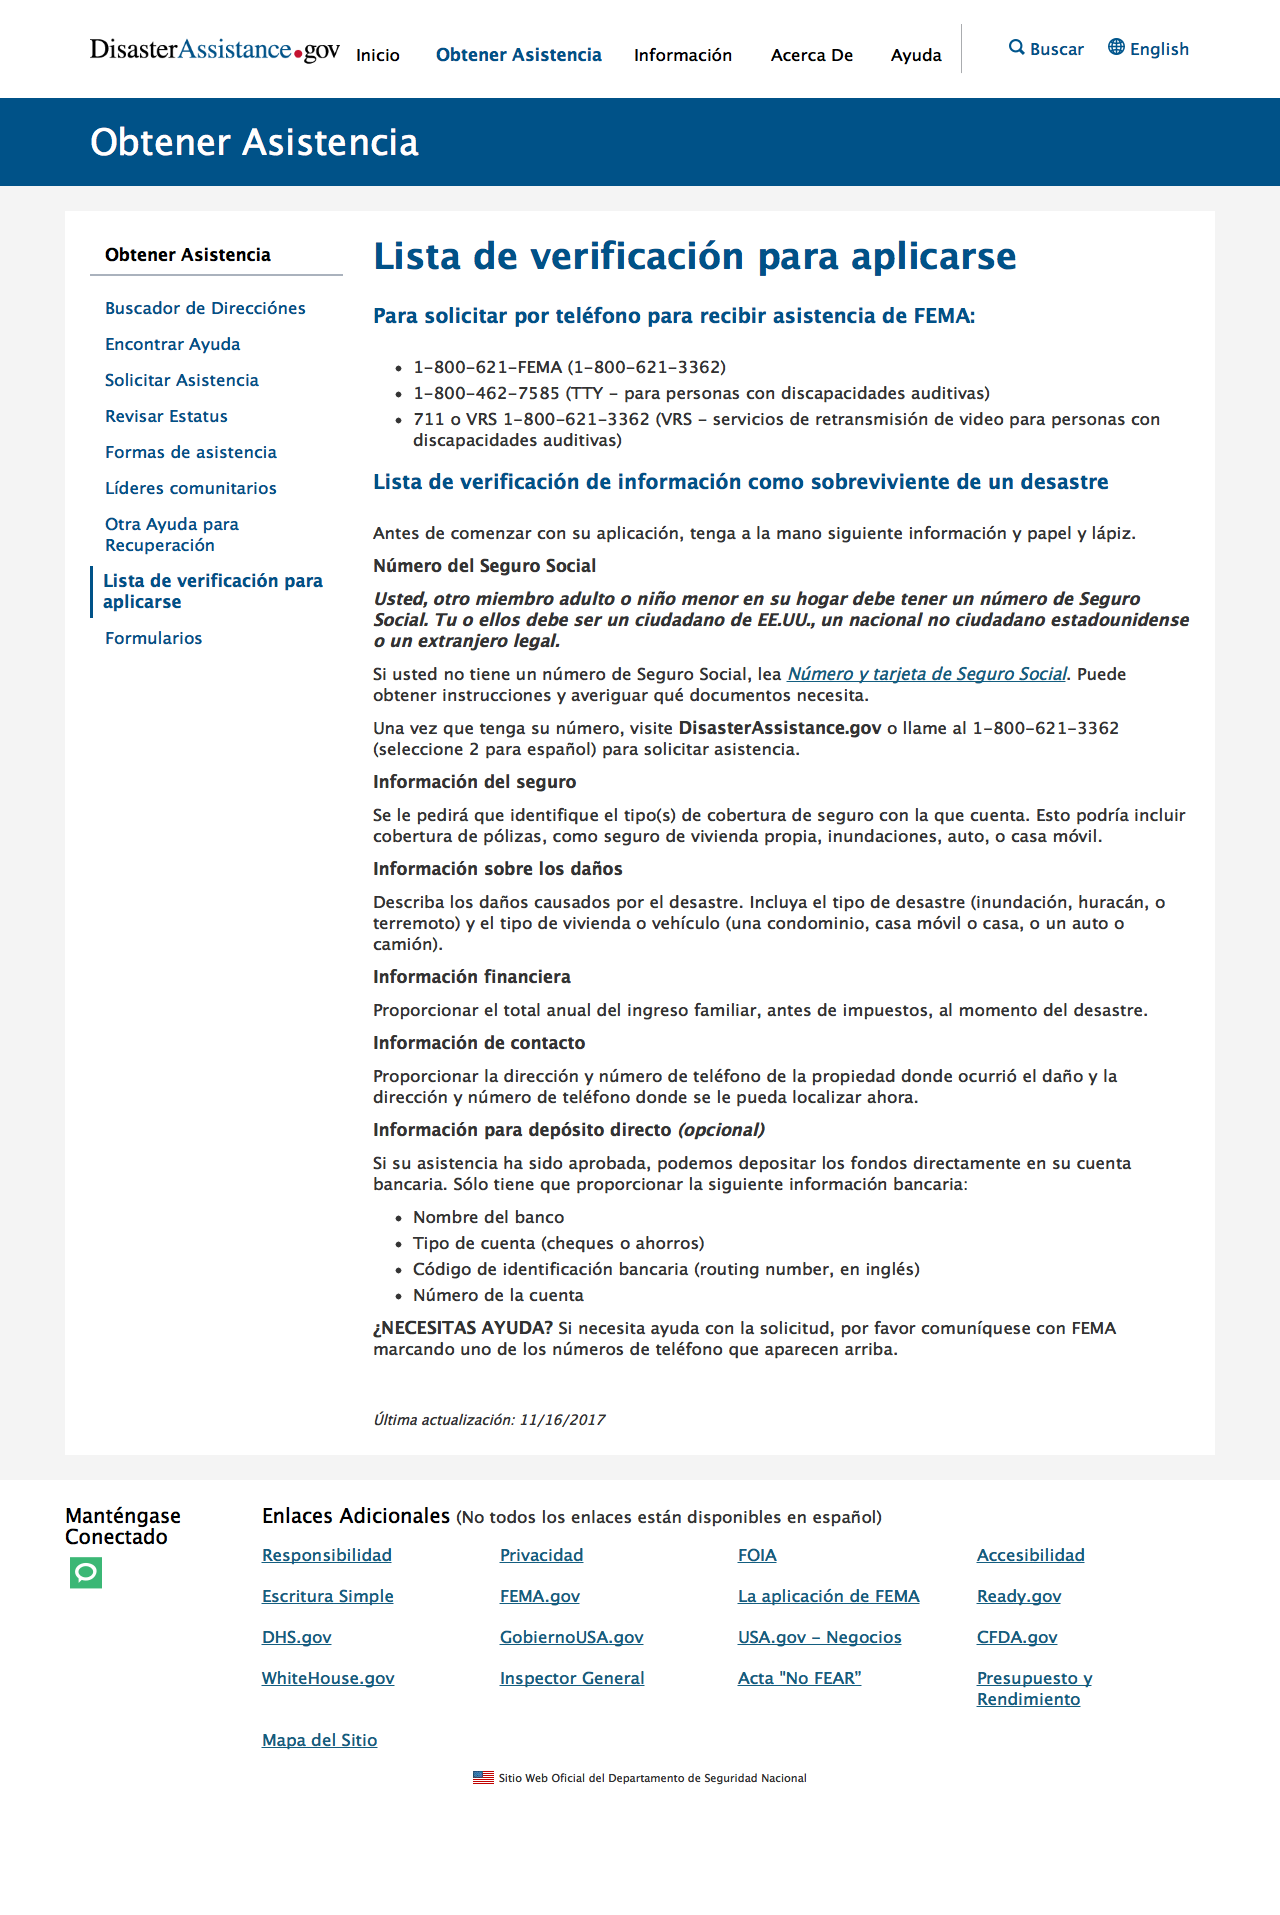 DisasterAssistance.gov Inicio Obtener Asistencia Información Acerca De Ayuda Buscar English
Obtener Asistencia
Obtener Asistencia
Buscador de Direcciónes
Encontrar Ayuda
Solicitar Asistencia
Revisar Estatus
Formas de asistencia
Líderes comunitarios
Otra Ayuda para
Recuperación
Lista de verificación para
aplicarse
Formularios
Lista de verificación para aplicarse
Para solicitar por teléfono para recibir asistencia de FEMA:
• 1-800-621-FEMA (1-800-621-3362)
• 1-800-462-7585 (TTY - para personas con discapacidades auditivas)
• 711 o VRS 1-800-621-3362 (VRS - servicios de retransmisión de video para personas con
discapacidades auditivas)
Lista de verificación de información como sobreviviente de un desastre
Antes de comenzar con su aplicación, tenga a la mano siguiente información y papel y lápiz.
Número del Seguro Social
Usted, otro miembro adulto o niño menor en su hogar debe tener un número de Seguro
Social. Tu o ellos debe ser un ciudadano de EE.UU., un nacional no ciudadano estadounidense
o un extranjero legal.
Si usted no tiene un número de Seguro Social, lea Número y tarjeta de Seguro Social. Puede
obtener instrucciones y averiguar qué documentos necesita.
Una vez que tenga su número, visite DisasterAssistance.gov o llame al 1-800-621-3362
(seleccione 2 para español) para solicitar asistencia.
Información del seguro
Se le pedirá que identifique el tipo(s) de cobertura de seguro con la que cuenta. Esto podría incluir
cobertura de pólizas, como seguro de vivienda propia, inundaciones, auto, o casa móvil.
Información sobre los daños
Describa los daños causados por el desastre. Incluya el tipo de desastre (inundación, huracán, o
terremoto) y el tipo de vivienda o vehículo (una condominio, casa móvil o casa, o un auto o
camión).
Información financiera
Proporcionar el total anual del ingreso familiar, antes de impuestos, al momento del desastre.
Información de contacto
Proporcionar la dirección y número de teléfono de la propiedad donde ocurrió el daño y la
dirección y número de teléfono donde se le pueda localizar ahora.
Información para depósito directo (opcional)
Si su asistencia ha sido aprobada, podemos depositar los fondos directamente en su cuenta
bancaria. Sólo tiene que proporcionar la siguiente información bancaria:
• Nombre del banco
• Tipo de cuenta (cheques o ahorros)
• Código de identificación bancaria (routing number, en inglés)
• Número de la cuenta
¿NECESITAS AYUDA? Si necesita ayuda con la solicitud, por favor comuníquese con FEMA
marcando uno de los números de teléfono que aparecen arriba.
Última actualización: 11/16/2017
Manténgase
Conectado
Enlaces Adicionales (No todos los enlaces están disponibles en español)
Responsibilidad Privacidad FOIA Accesibilidad
Escritura Simple FEMA.gov La aplicación de FEMA Ready.gov
DHS.gov GobiernoUSA.gov USA.gov - Negocios CFDA.gov
WhiteHouse.gov Inspector General Acta "No FEAR” Presupuesto y
Rendimiento
Mapa del Sitio
Sitio Web Oficial del Departamento de Seguridad Nacional